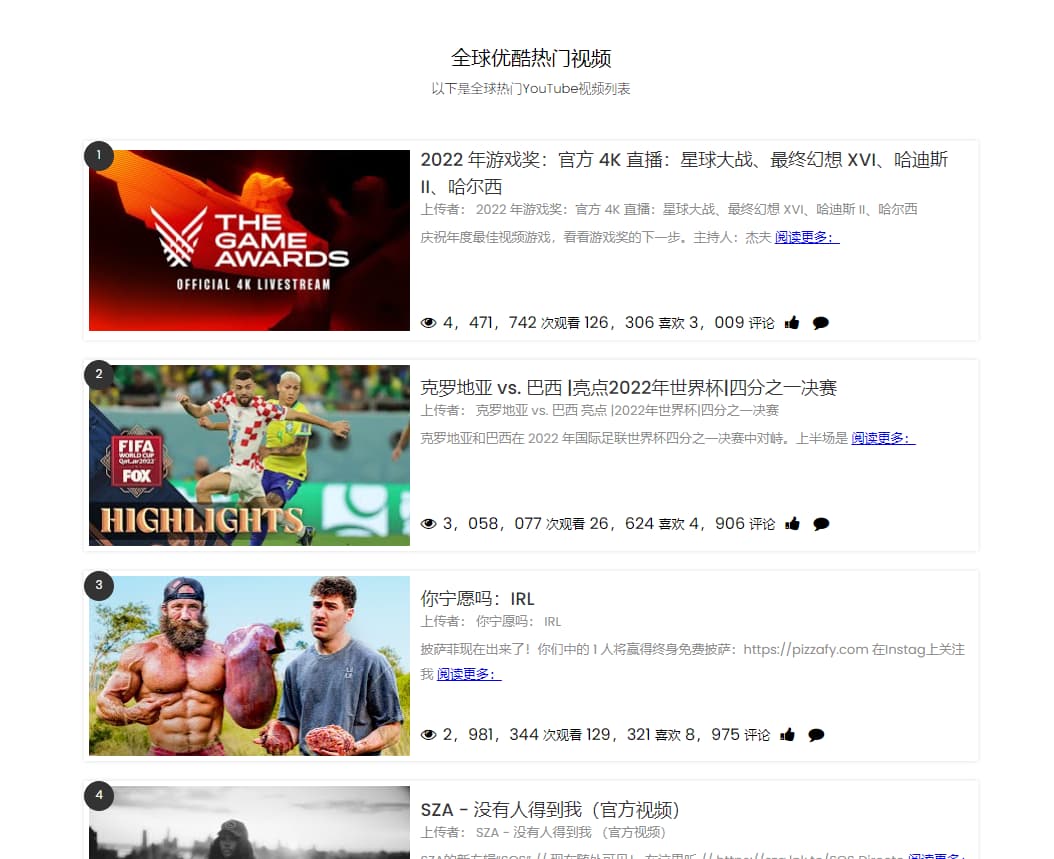 全球优酷热门视频
以下是全球热门YouTube视频列表
1
THE
GAME
AWARDS
OFFICIAL 4K LIVESTREAM
2022 年游戏奖：官方 4K 直播：星球大战、最终幻想 XVI、哈迪斯
II、哈尔西
上传者： 2022 年游戏奖：官方 4K 直播：星球大战、最终幻想 XVI、哈迪斯 II、哈尔西
庆祝年度最佳视频游戏，看看游戏奖的下一步。主持人：杰夫 阅读更多：
4，471，742 次观看 126，306 喜欢 3，009 评论
2
FIFA
WORLD CUP
Qatar2022
FOX
HIGHLIGHTS
克罗地亚 vs. 巴西 |亮点2022年世界杯|四分之一决赛
上传者： 克罗地亚 vs. 巴西 亮点 |2022年世界杯|四分之一决赛
克罗地亚和巴西在 2022 年国际足联世界杯四分之一决赛中对峙。上半场是 阅读更多：
3，058，077 次观看 26，624 喜欢 4，906 评论
3
你宁愿吗：IRL
上传者： 你宁愿吗： IRL
披萨菲现在出来了！你们中的 1 人将赢得终身免费披萨：https://pizzafy.com 在Instag上关注
我 阅读更多：
2，981，344 次观看 129，321 喜欢 8，975 评论
4
SZA - 没有人得到我（官方视频）
上传者： SZA - 没有人得到我 （官方视频）